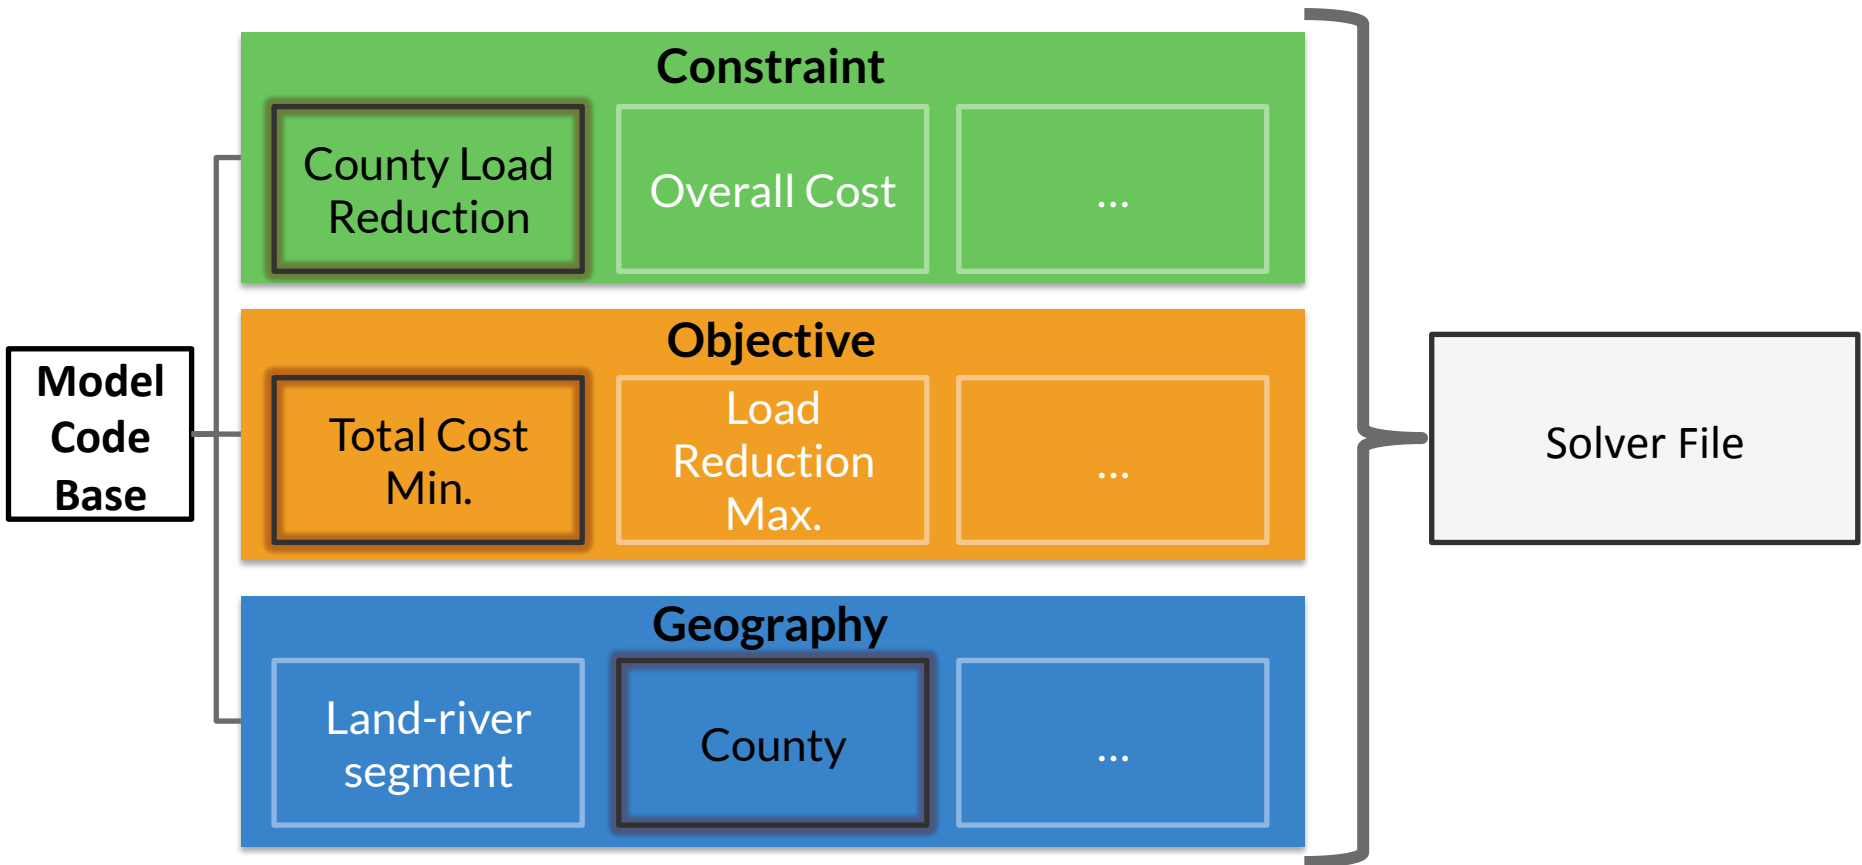 Constraint
County Load
Reduction
Overall Cost
...
Model
Code
Base
Objective
Total Cost
Min.
Load
Reduction
Max.
...
Solver File
Geography
Land-river
segment
County
...